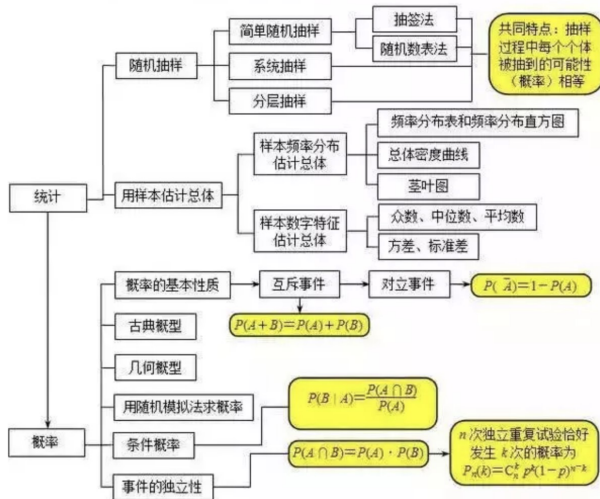 抽签法
简单随机抽样
随机数表法
随机抽样
系统抽样
分层抽样
共同特点：抽样
过程中每个个体
被抽到的可能性
（概率）相等
统计
用样本估计总体
样本频率分布
估计总体
频率分布表和频率分布直方图
总体密度曲线
茎叶图
样本数字特征
估计总体
众数、中位数、平均数
方差、标准差
概率的基本性质
互斥事件
对立事件
P(Ā)=1-P(A)
P(A+B)=P(A)+P(B)
古典概型
几何概型
用随机模拟法求概率
P(B|A)=P(A∩B)/P(A)
概率
条件概率
事件的独立性
P(A∩B)=P(A)·P(B)
n次独立重复试验恰好
发生k次的概率为
Pₙ(k)=Cₙᵏpᵏ(1-p)ⁿ⁻ᵏ